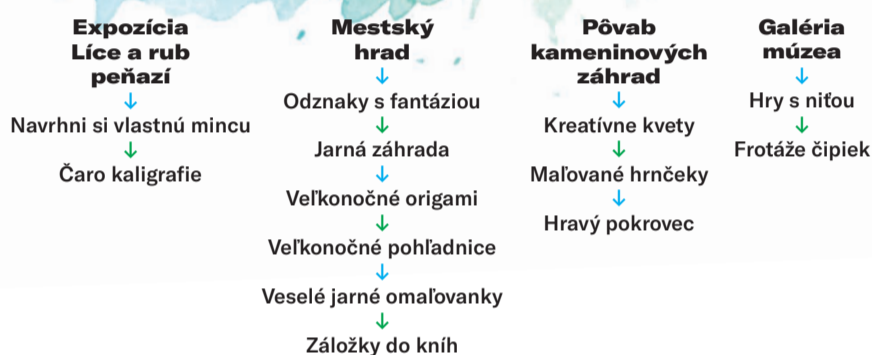 Expozícia
Líce a rub
peňazí
Navrhni si vlastnú mincu
Čaro kaligrafie
Mestský
hrad
Odznaky s fantáziou
Jarná záhrada
Veľkonočné origami
Veľkonočné pohľadnice
Veselé jarné omaľovanky
Záložky do kníh
Pôvab
kameninových
záhrad
Kreatívne kvety
Maľované hrnčeky
Hravý pokrovec
Galéria
múzea
Hry s niťou
Frotáže čipiek